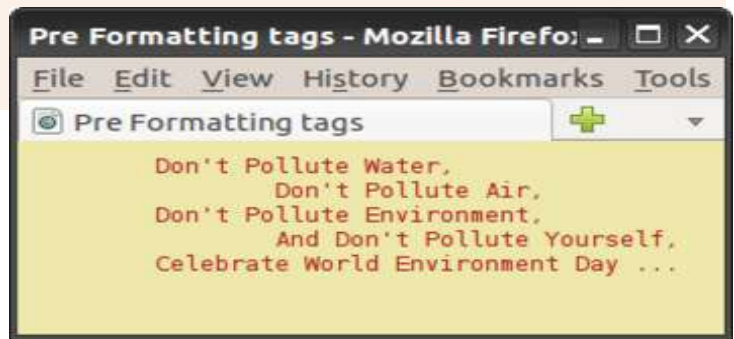 Pre Formatting tags - Mozilla Firefo
File Edit View History Bookmarks Tools
Pre Formatting tags
Don't Pollute Water,
Don't Pollute Air,
Don't Pollute Environment,
And Don't Pollute Yourself,
Celebrate World Environment Day ...